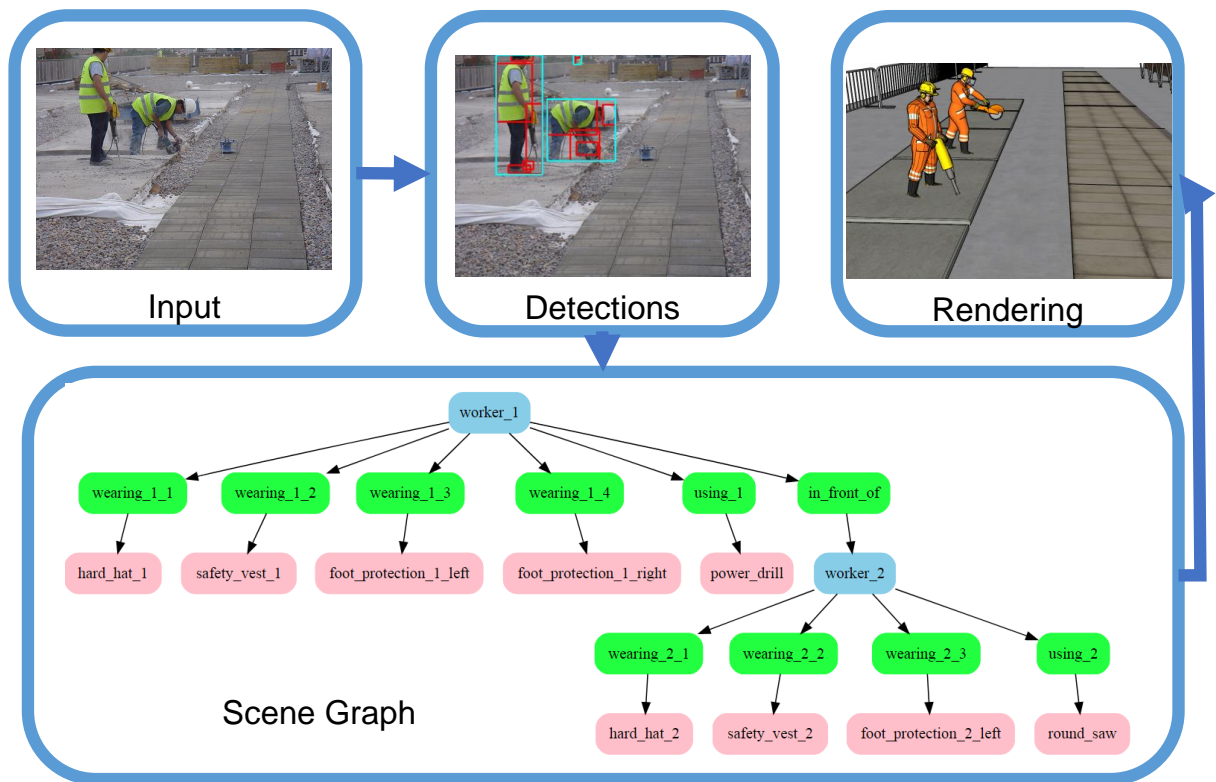 Input
Detections
Rendering
worker_1
wearing_1_1
wearing_1_2
wearing_1_3
wearing_1_4
using_1
in_front_of
hard_hat_1
safety_vest_1
foot_protection_1_left
foot_protection_1_right
power_drill
worker_2
wearing_2_1
wearing_2_2
wearing_2_3
using_2
hard_hat_2
safety_vest_2
foot_protection_2_left
round_saw
Scene Graph